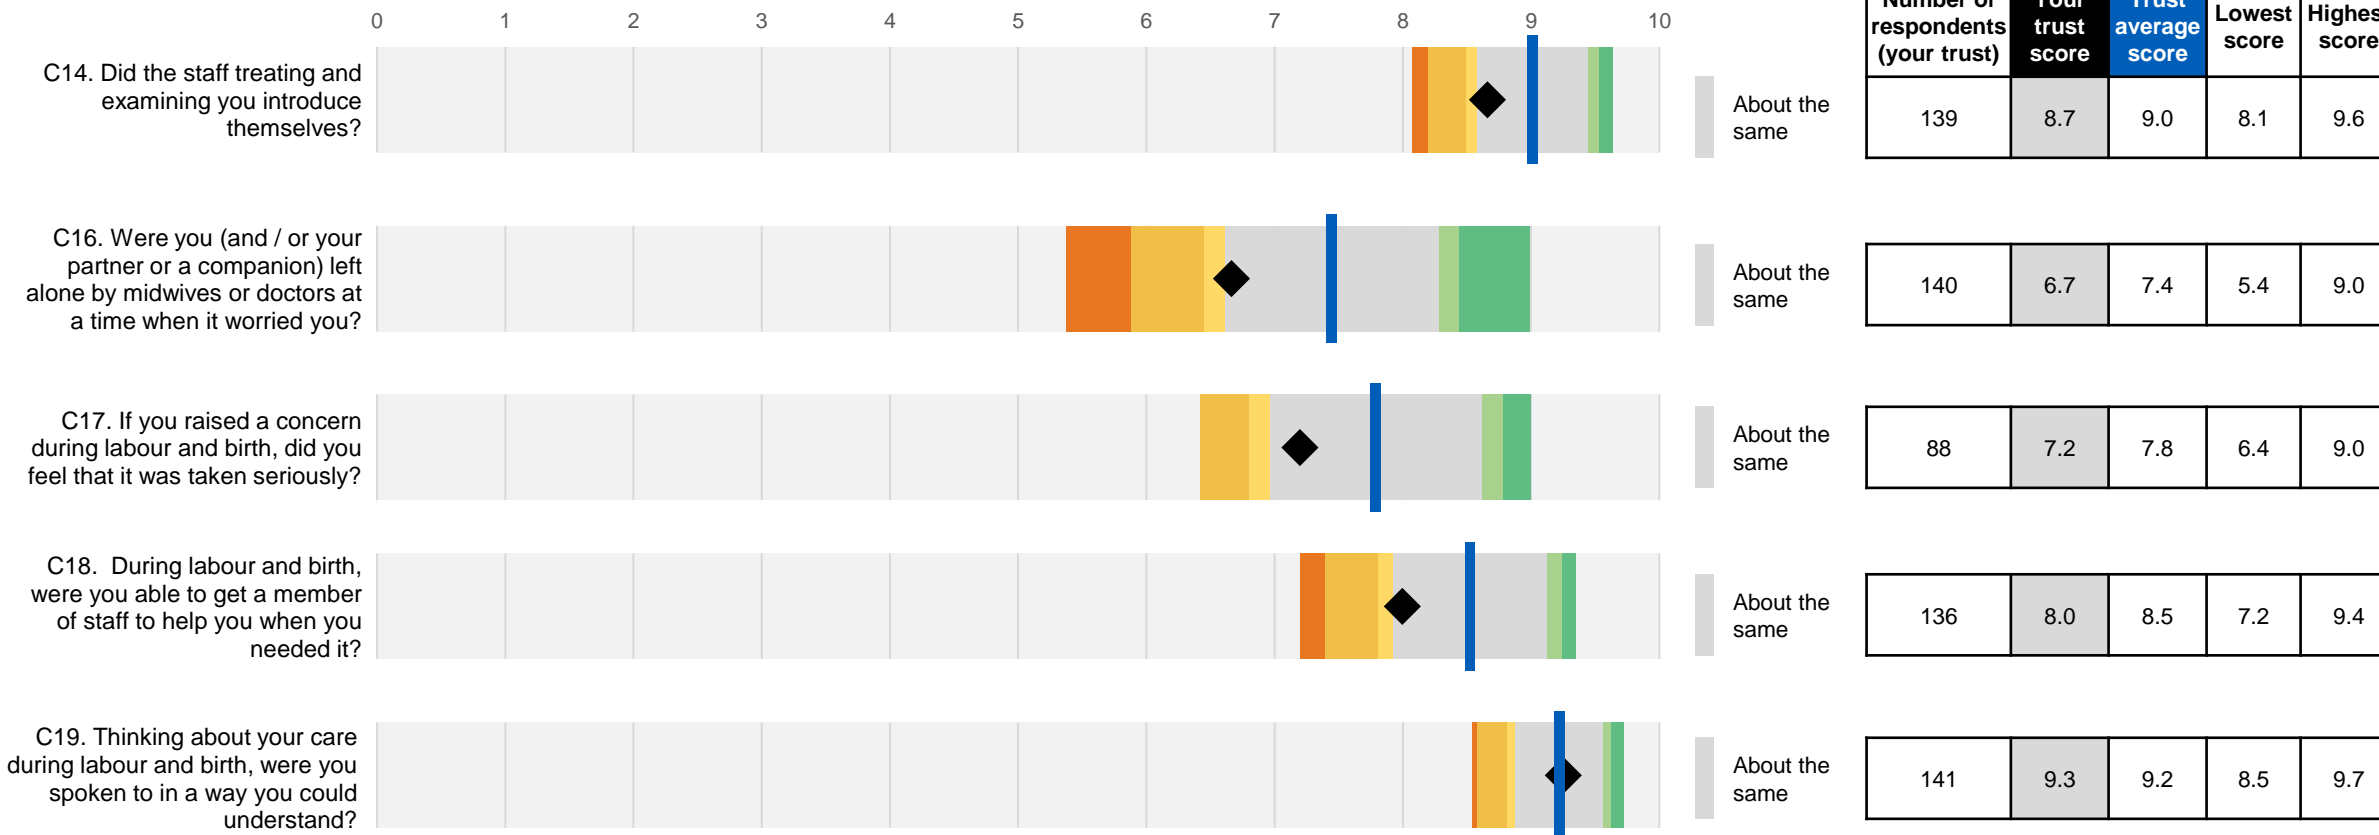 0 1 2 3 4 5 6 7 8 9 10
Number of respondents (your trust)
Your trust score
Trust average score
Lowest score
Highest score
C14. Did the staff treating and
examining you introduce
themselves?
About the
same
139 8.7 9.0 8.1 9.6
C16. Were you (and / or your
partner or a companion) left
alone by midwives or doctors at
a time when it worried you?
About the
same
140 6.7 7.4 5.4 9.0
C17. If you raised a concern
during labour and birth, did you
feel that it was taken seriously?
About the
same
88 7.2 7.8 6.4 9.0
C18. During labour and birth,
were you able to get a member
of staff to help you when you
needed it?
About the
same
136 8.0 8.5 7.2 9.4
C19. Thinking about your care
during labour and birth, were you
spoken to in a way you could
understand?
About the
same
141 9.3 9.2 8.5 9.7